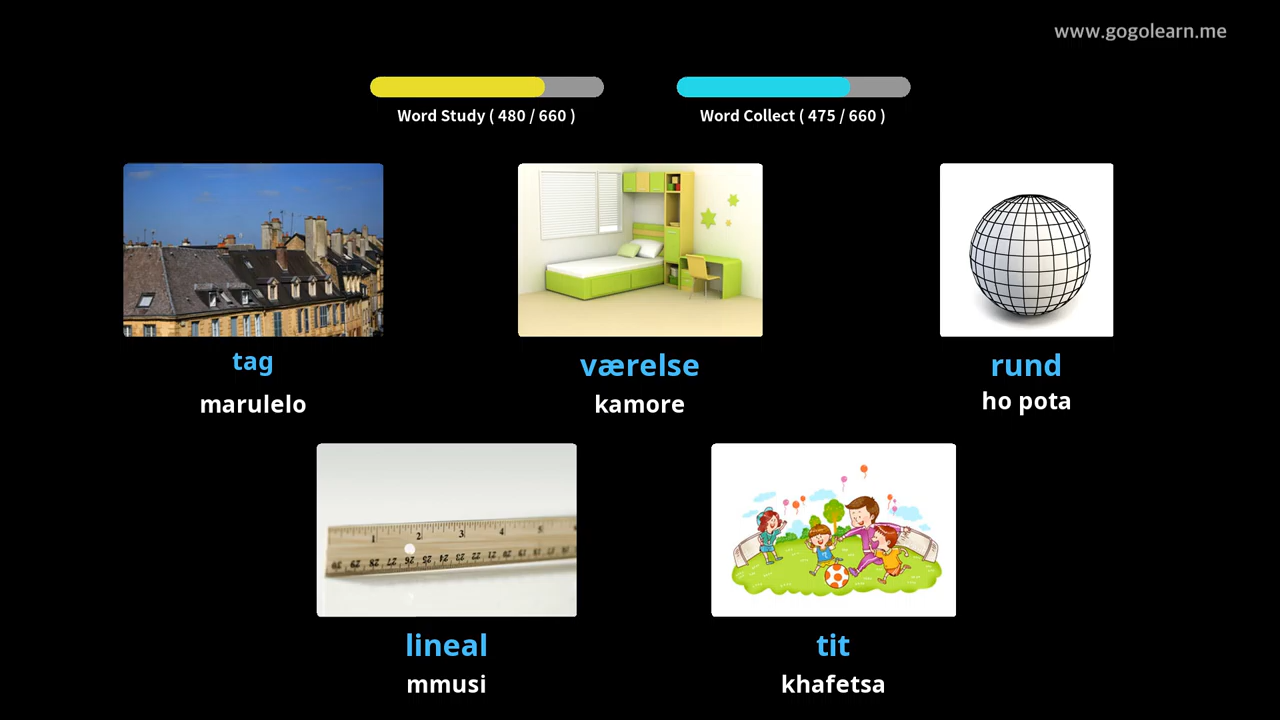 www.gogolearn.me
Word Study ( 480 / 660 )
Word Collect ( 475 / 660 )
tag
marulelo
værelse
kamore
rund
ho pota
lineal
mmusi
tit
khafetsa